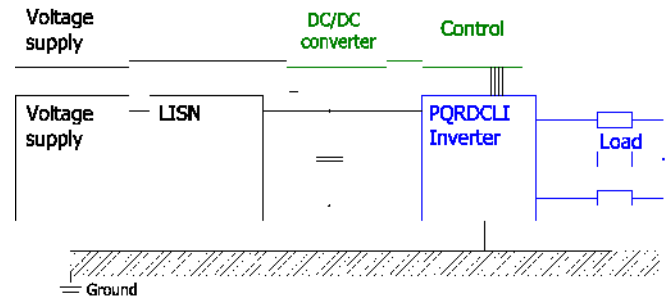 Voltage
supply
DC/DC
converter
Control
Voltage
supply
LISN
PQRDCLI
Inverter
Load
Ground